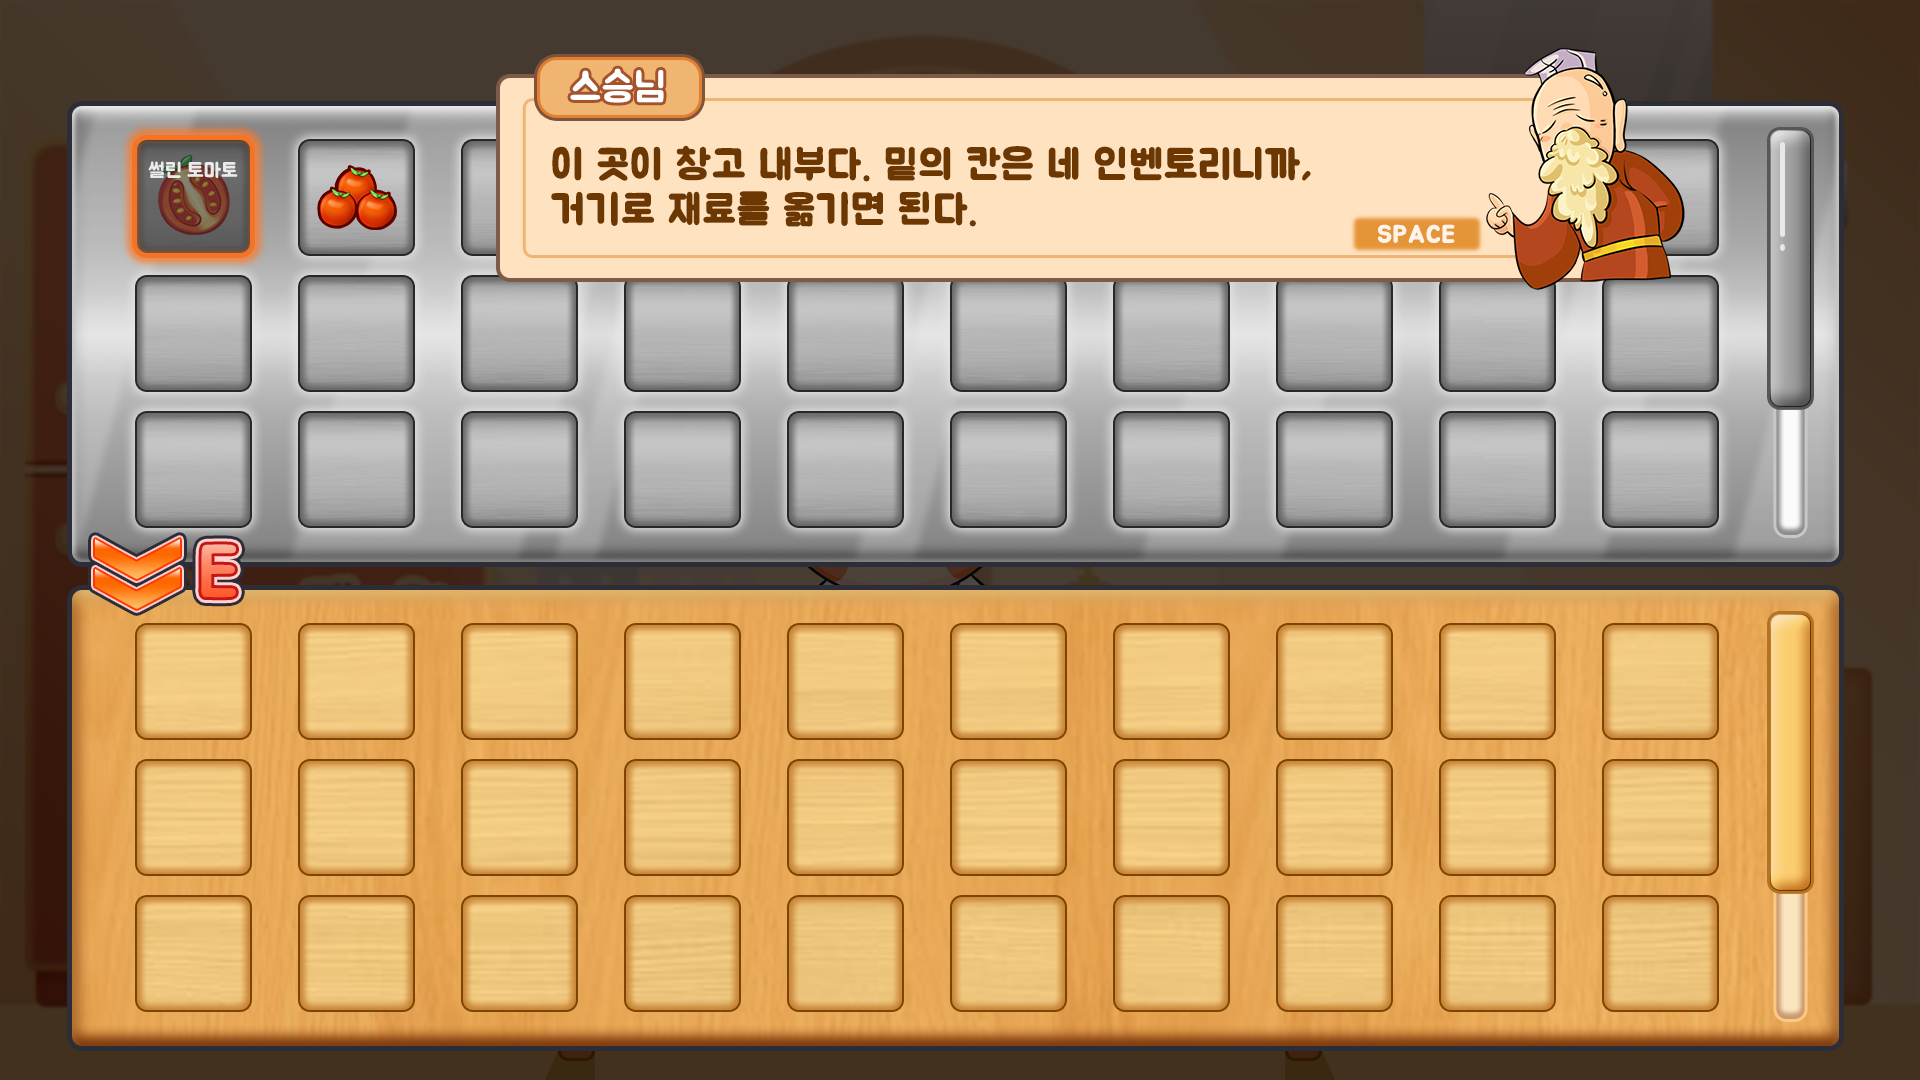 스승님
썰린 토마토
이 곳이 창고 내부다. 밑의 칸은 네 인벤토리니까,
거기로 재료를 옮기면 된다.
SPACE
E